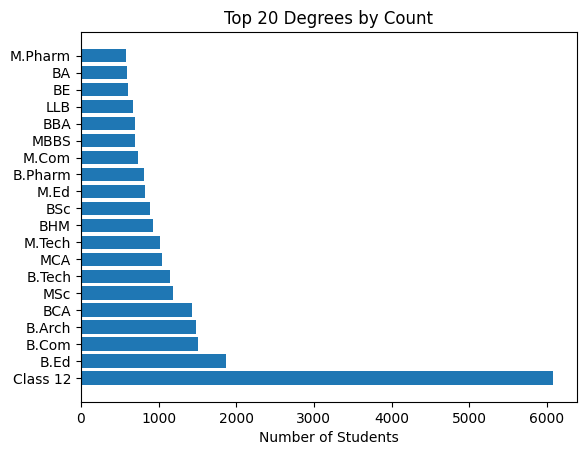 Top 20 Degrees by Count
M.Pharm
BA
BE
LLB
BBA
MBBS
M.Com
B.Pharm
M.Ed
BSc
BHM
M.Tech
MCA
B.Tech
MSc
BCA
B.Arch
B.Com
B.Ed
Class 12
0 1000 2000 3000 4000 5000 6000
Number of Students